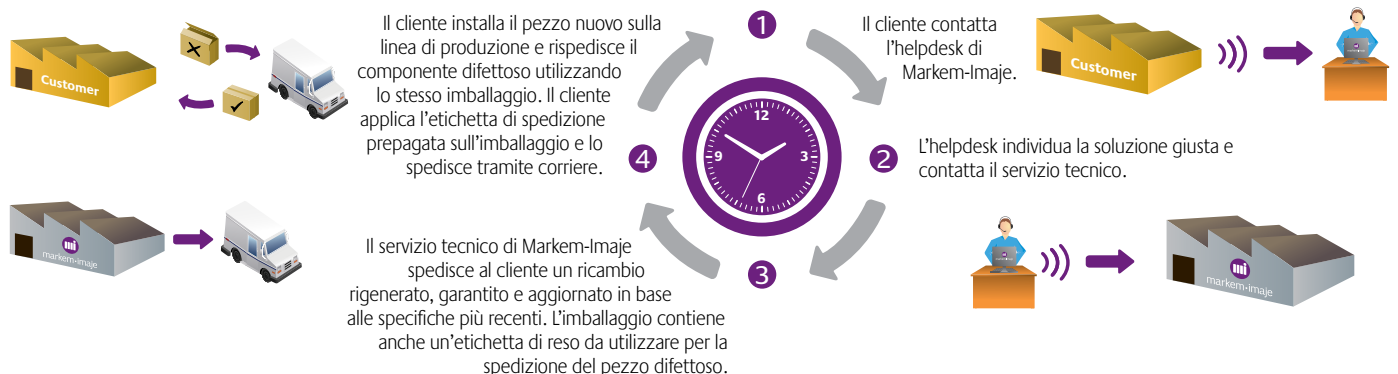 1
Il cliente contatta
l'helpdesk di
Markem-Imaje.
Customer
mi
2
L'helpdesk individua la soluzione giusta e
contatta il servizio tecnico.
mi
markem•imaje
3
Il servizio tecnico di Markem-Imaje
spedisce al cliente un ricambio
rigenerato, garantito e aggiornato in base
alle specifiche più recenti. L'imballaggio contiene
anche un'etichetta di reso da utilizzare per la
spedizione del pezzo difettoso.
mi
markem•imaje
4
Il cliente installa il pezzo nuovo sulla
linea di produzione e rispedisce il
componente difettoso utilizzando
lo stesso imballaggio. Il cliente
applica l'etichetta di spedizione
prepagata sull'imballaggio e lo
spedisce tramite corriere.
Customer
12
3
6
9